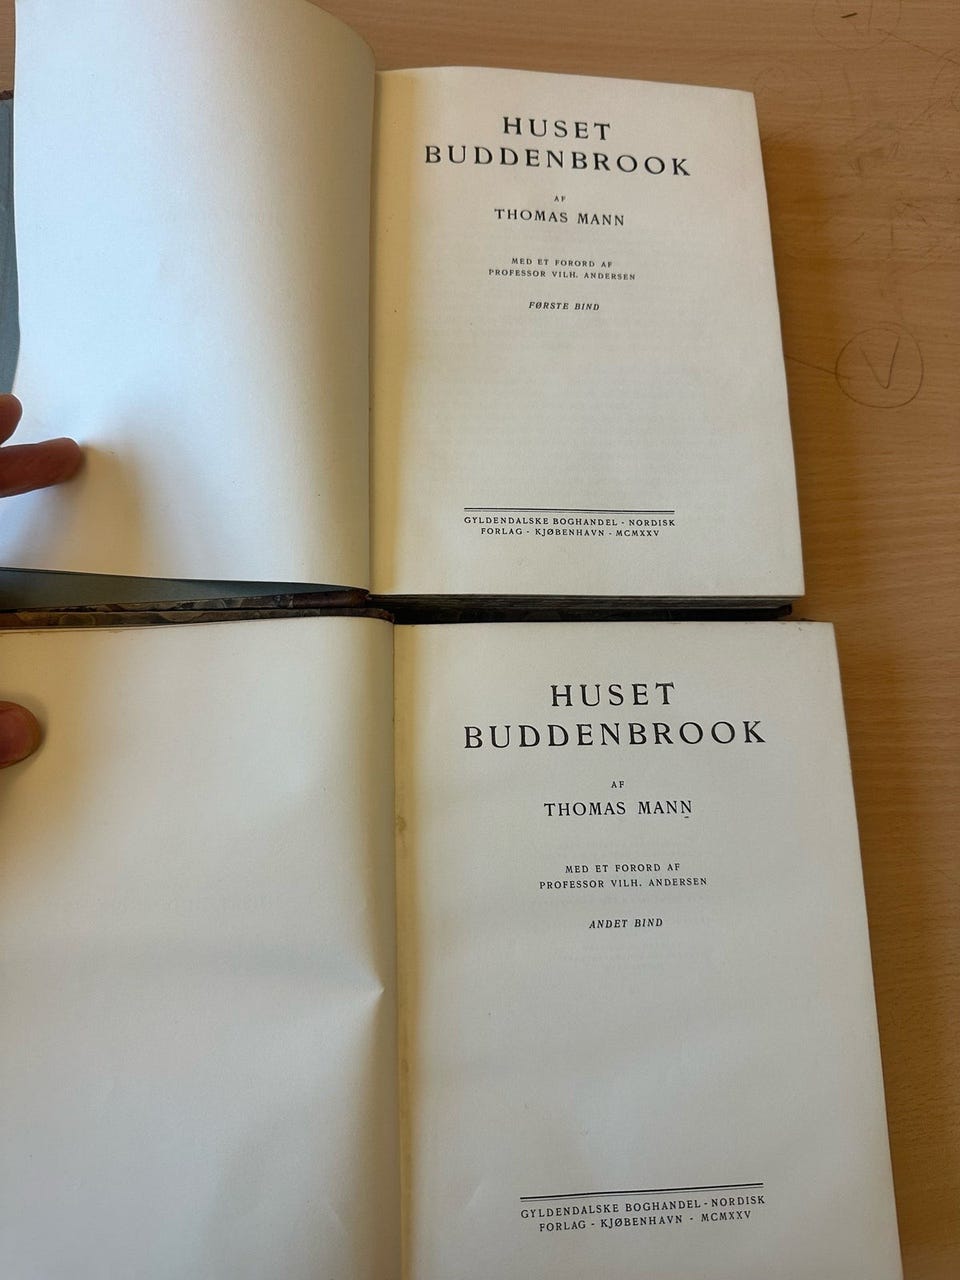 HUSET
BUDDENBROOK
AF
THOMAS MANN
MED ET FORORD AF
PROFESSOR VILH. ANDERSEN
FØRSTE BIND
GYLDENDALSKE BOGHANDEL - NORDISK
FORLAG - KJØBENHAVN - MCMXXV
HUSET
BUDDENBROOK
AF
THOMAS MANN
MED ET FORORD AF
PROFESSOR VILH. ANDERSEN
ANDET BIND
GYLDENDALSKE BOGHANDEL - NORDISK
FORLAG - KJØBENHAVN - MCMXXV